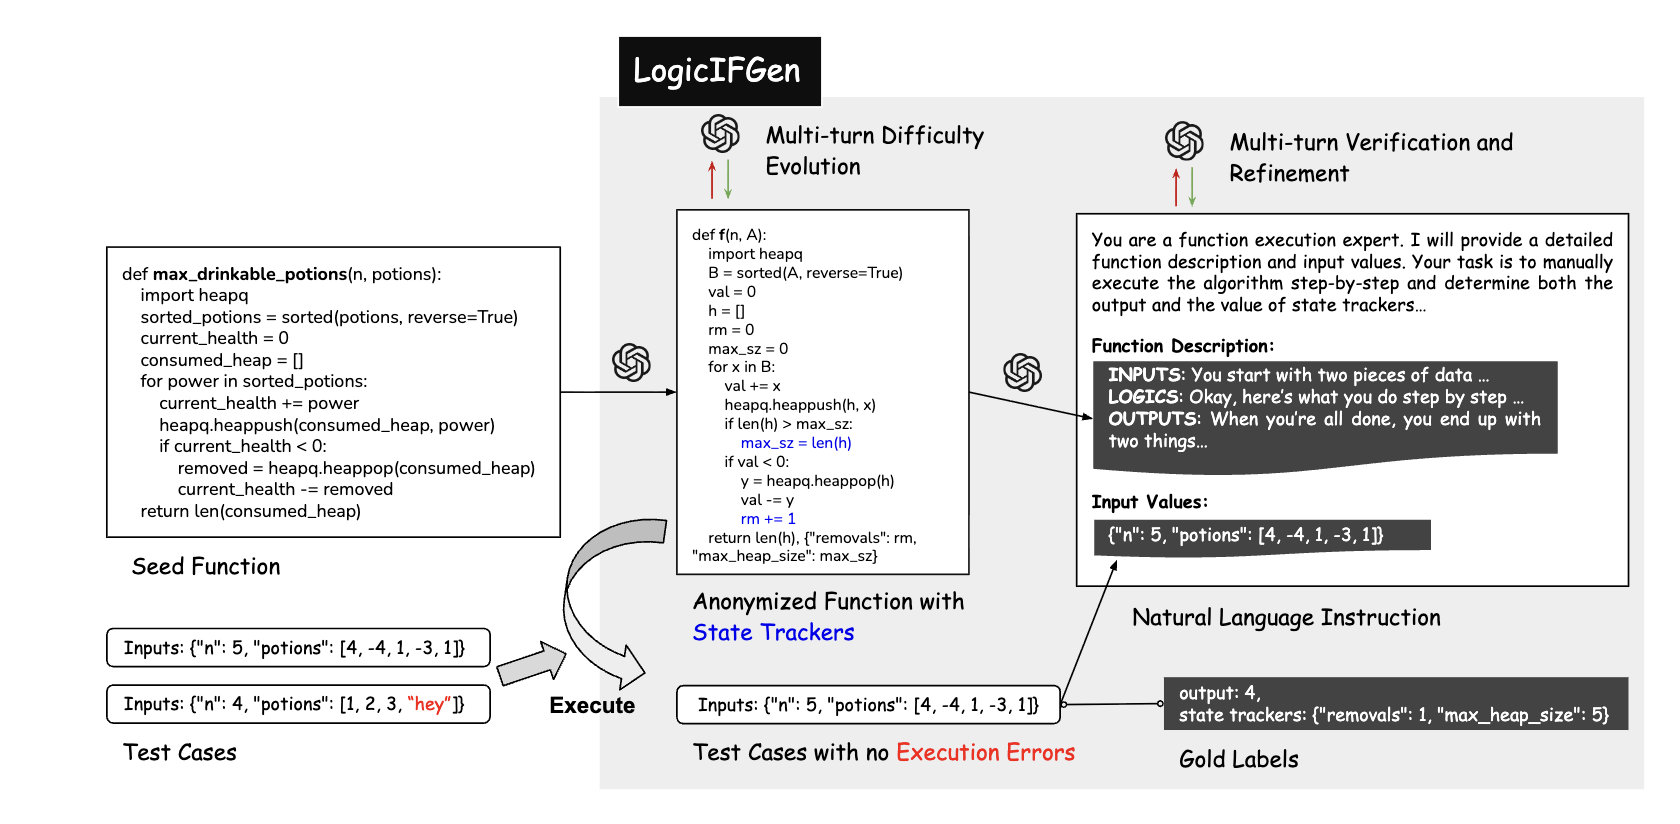 LogicIFGen
Multi-turn Difficulty
Evolution
Multi-turn Verification and
Refinement
def max_drinkable_potions(n, potions):
import heapq
sorted_potions = sorted(potions, reverse=True)
current_health = 0
consumed_heap = []
for power in sorted_potions:
current_health += power
heapq.heappush(consumed_heap, power)
if current_health < 0:
removed = heapq.heappop(consumed_heap)
current_health -= removed
return len(consumed_heap)
Seed Function
def f(n, A):
import heapq
B = sorted(A, reverse=True)
val = 0
h = []
rm = 0
max_sz = 0
for x in B:
val += x
heapq.heappush(h, x)
if len(h) > max_sz:
max_sz = len(h)
if val < 0:
y = heapq.heappop(h)
val -= y
rm += 1
return len(h), {"removals": rm,
"max_heap_size": max_sz}
Anonymized Function with
State Trackers
You are a function execution expert. I will provide a detailed
function description and input values. Your task is to manually
execute the algorithm step-by-step and determine both the
output and the value of state trackers...
Function Description:
INPUTS: You start with two pieces of data ...
LOGICS: Okay, here's what you do step by step ...
OUTPUTS: When you're all done, you end up with
two things...
Input Values:
{"n": 5, "potions": [4, -4, 1, -3, 1]}
Natural Language Instruction
Inputs: {"n": 5, "potions": [4, -4, 1, -3, 1]}
Inputs: {"n": 4, "potions": [1, 2, 3, “hey”]}
Test Cases
Execute
Inputs: {"n": 5, "potions": [4, -4, 1, -3, 1]}
Test Cases with no Execution Errors
output: 4,
state trackers: {"removals": 1, "max_heap_size": 5}
Gold Labels